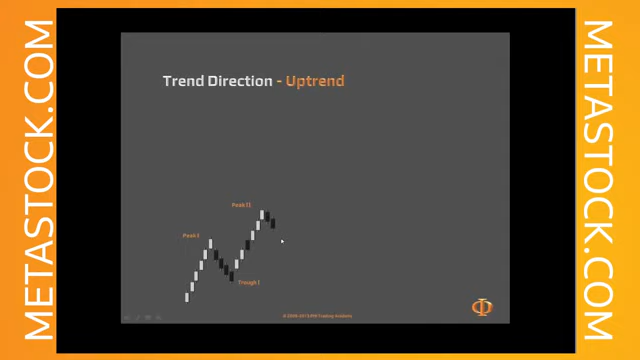 METASTOCK.COM
Trend Direction - Uptrend
Peak II
Peak I
Trough I
METASTOCK.COM